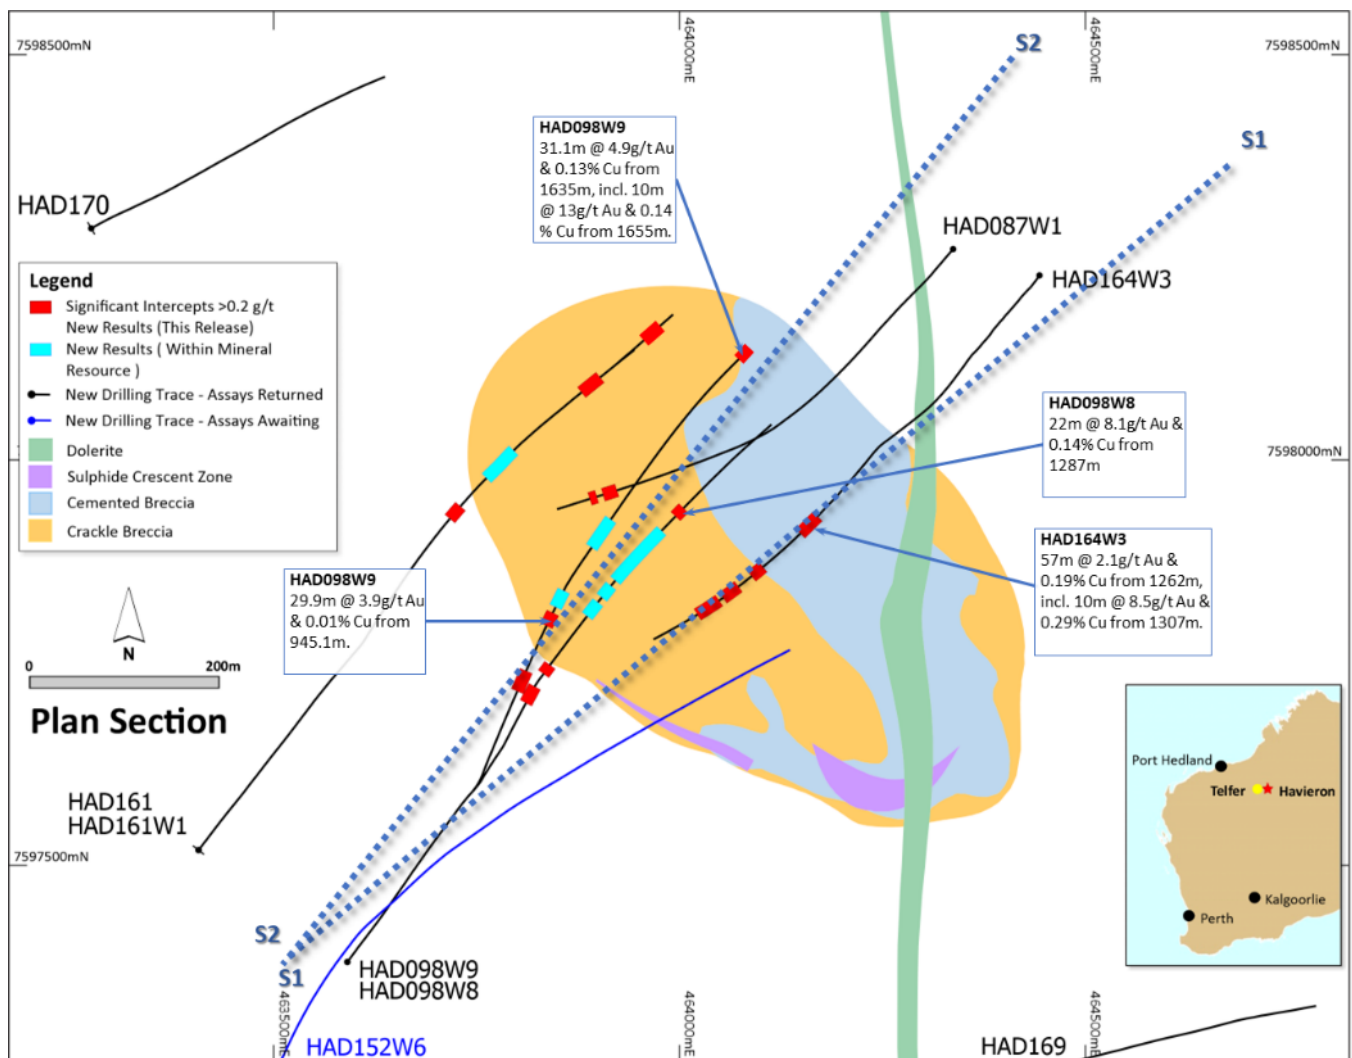 S2
7598500mN
464000mE
464500mE
7598500mN
S1
HAD098W9
31.1m @ 4.9g/t Au
& 0.13% Cu from
1635m, incl. 10m
@ 13g/t Au & 0.14
% Cu from 1655m.
HAD170
HAD087W1
HAD164W3
Legend
Significant Intercepts >0.2 g/t
New Results (This Release)
New Results ( Within Mineral
Resource )
New Drilling Trace - Assays Returned
New Drilling Trace - Assays Awaiting
Dolerite
Sulphide Crescent Zone
Cemented Breccia
Crackle Breccia
HAD098W8
22m @ 8.1g/t Au &
0.14% Cu from
1287m
7598000mN
HAD164W3
57m @ 2.1g/t Au &
0.19% Cu from 1262m,
incl. 10m @ 8.5g/t Au &
0.29% Cu from 1307m.
HAD098W9
29.9m @ 3.9g/t Au
& 0.01% Cu from
945.1m.
N
0
200m
Plan Section
Port Hedland
Telfer
Havieron
Kalgoorlie
Perth
HAD161
HAD161W1
7597500mN
7597500mN
S2
S1
HAD098W9
HAD098W8
463500mE
464000mE
464500mE
HAD152W6
HAD169